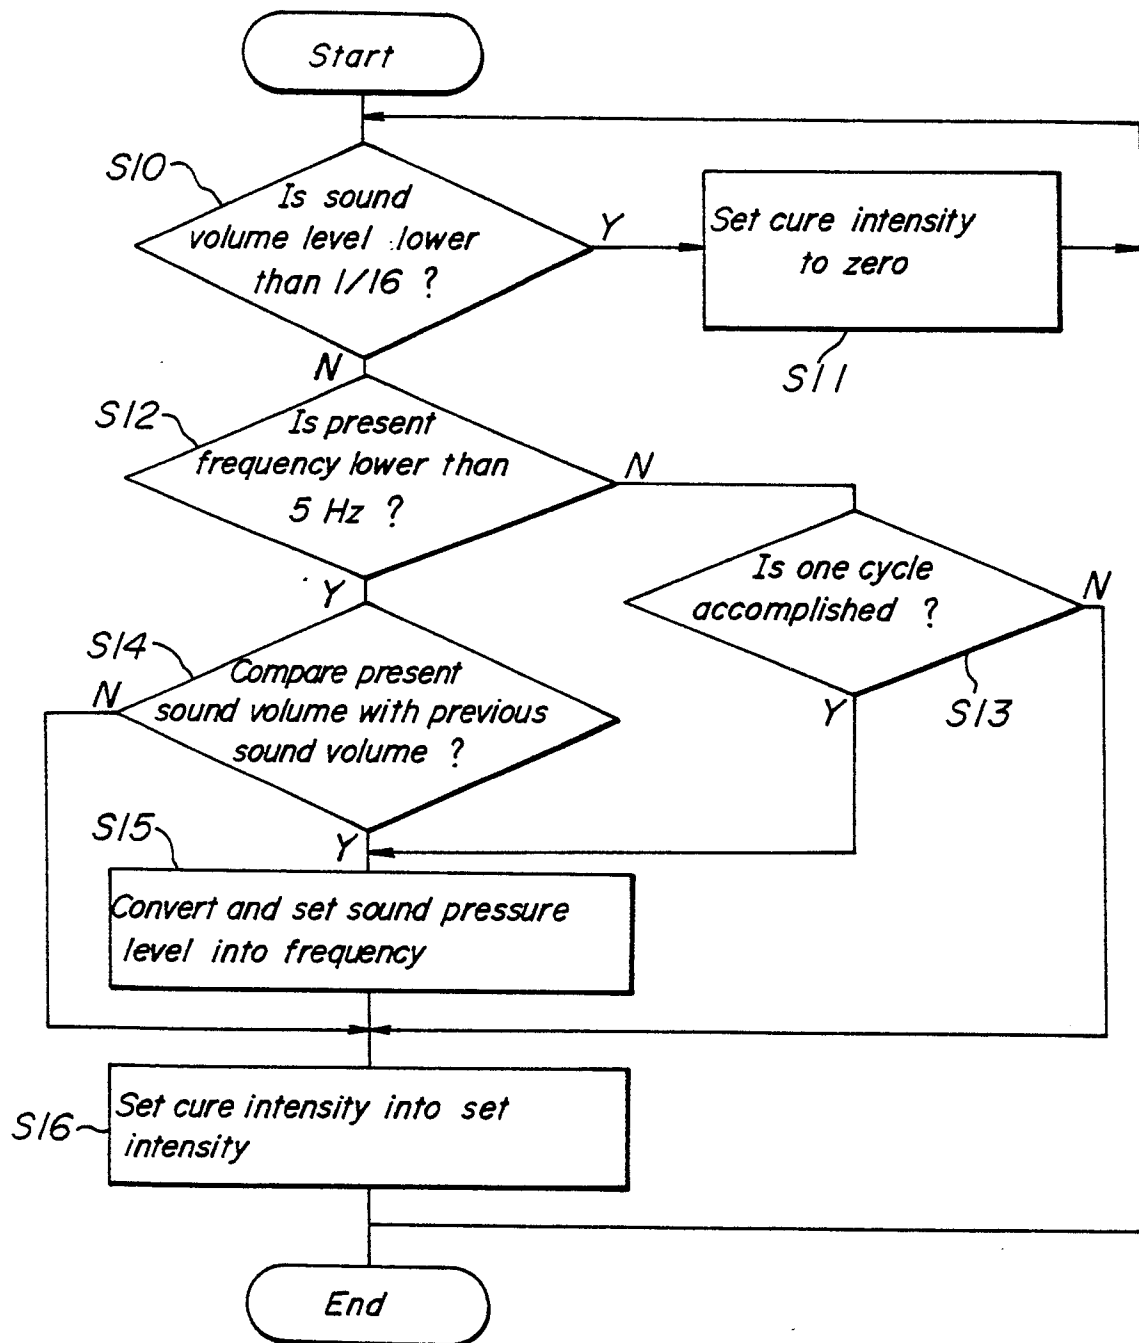 Start
S10
Is sound
volume level lower
than 1/16 ?
Y
Set cure intensity
to zero
S11
N
S12
Is present
frequency lower than
5 Hz ?
N
Y
Is one cycle
accomplished ?
N
S13
Y
S14
N
Compare present
sound volume with previous
sound volume ?
Y
S15
Convert and set sound pressure
level into frequency
S16
Set cure intensity into set
intensity
End